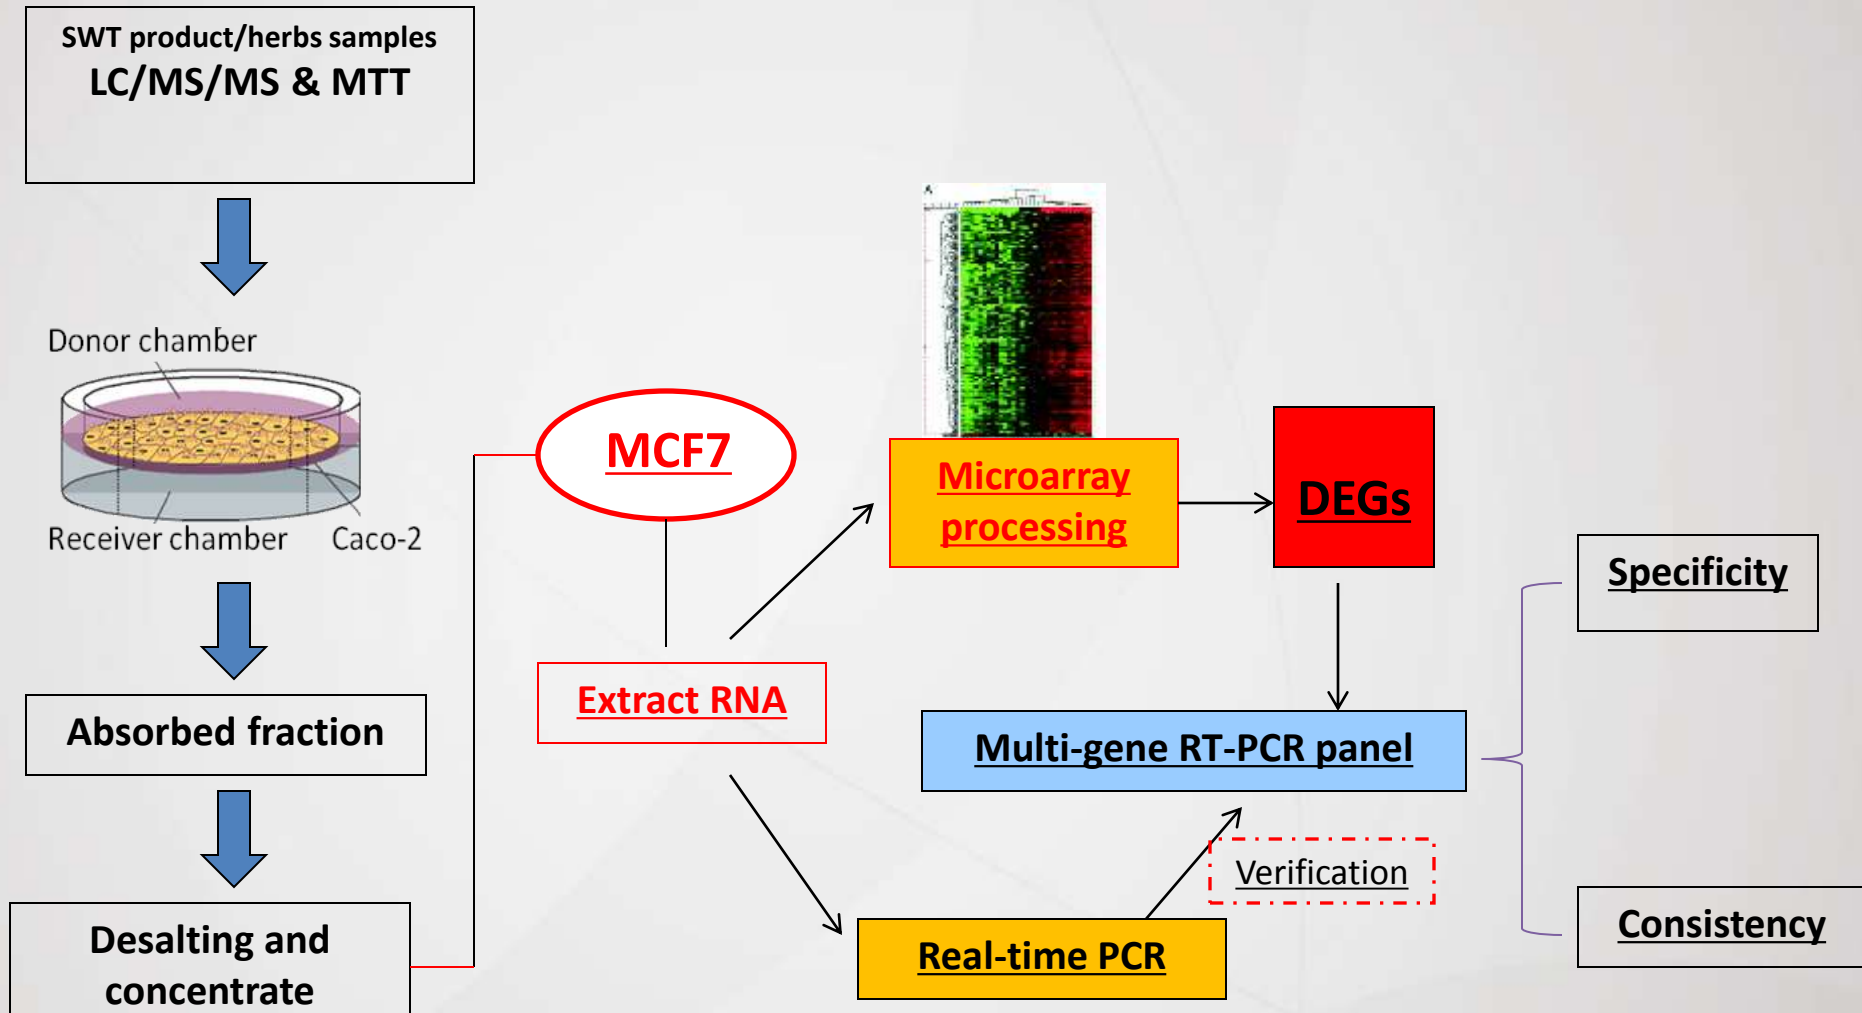 SWT product/herbs samples
LC/MS/MS & MTT
Donor chamber
Receiver chamber
Caco-2
Absorbed fraction
Desalting and
concentrate
MCF7
Extract RNA
A
Microarray
processing
DEGs
Multi-gene RT-PCR panel
Verification
Real-time PCR
Specificity
Consistency